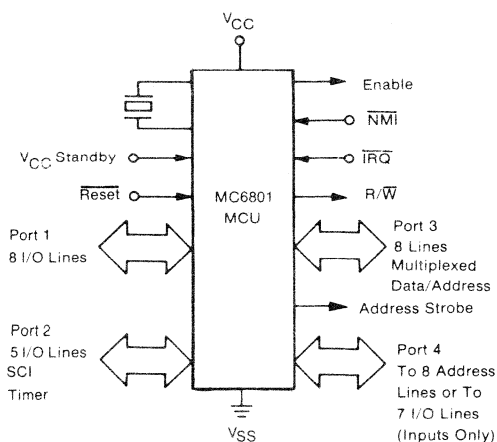 VCC
Enable
NMI
VCC Standby
IRQ
Reset
MC6801
MCU
R/W
Port 1
8 I/O Lines
Port 3
8 Lines
Multiplexed
Data/Address
Address Strobe
Port 2
5 I/O Lines
SCI
Timer
Port 4
To 8 Address
Lines or To
7 I/O Lines
(Inputs Only)
VSS